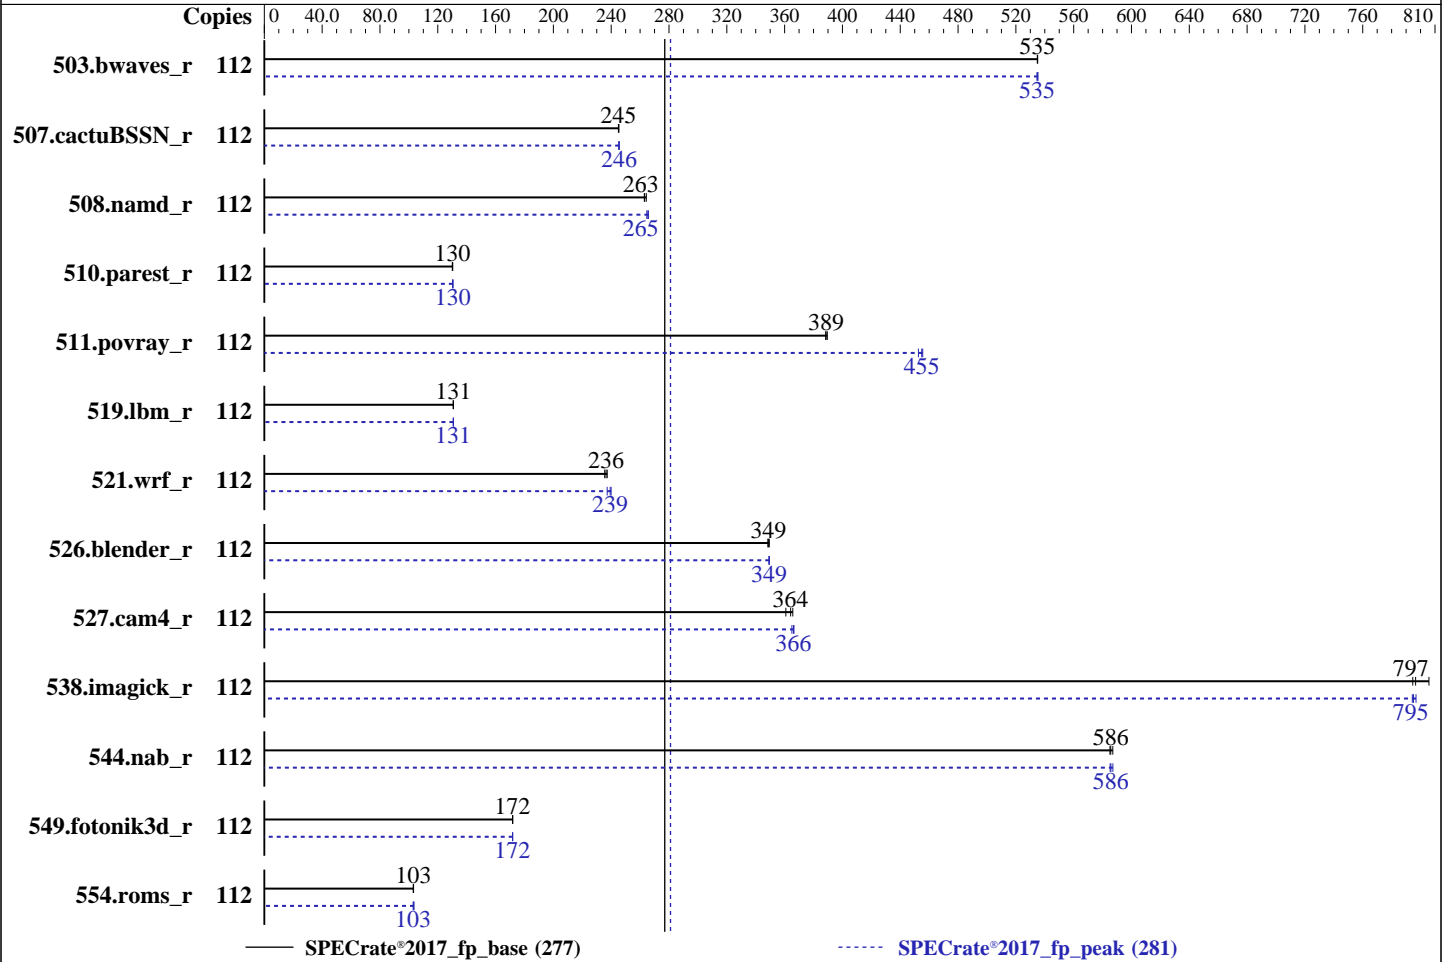 Copies 0 40.0 80.0 120 160 200 240 280 320 360 400 440 480 520 560 600 640 680 720 760 810
535
503.bwaves_r 112
535
245
507.cactuBSSN_r 112
246
263
508.namd_r 112
265
130
510.parest_r 112
130
389
511.povray_r 112
455
131
519.lbm_r 112
131
236
521.wrf_r 112
239
349
526.blender_r 112
349
364
527.cam4_r 112
366
797
538.imagick_r 112
795
586
544.nab_r 112
586
172
549.fotonik3d_r 112
172
103
554.roms_r 112
103
SPECrate®2017_fp_base (277) SPECrate®2017_fp_peak (281)